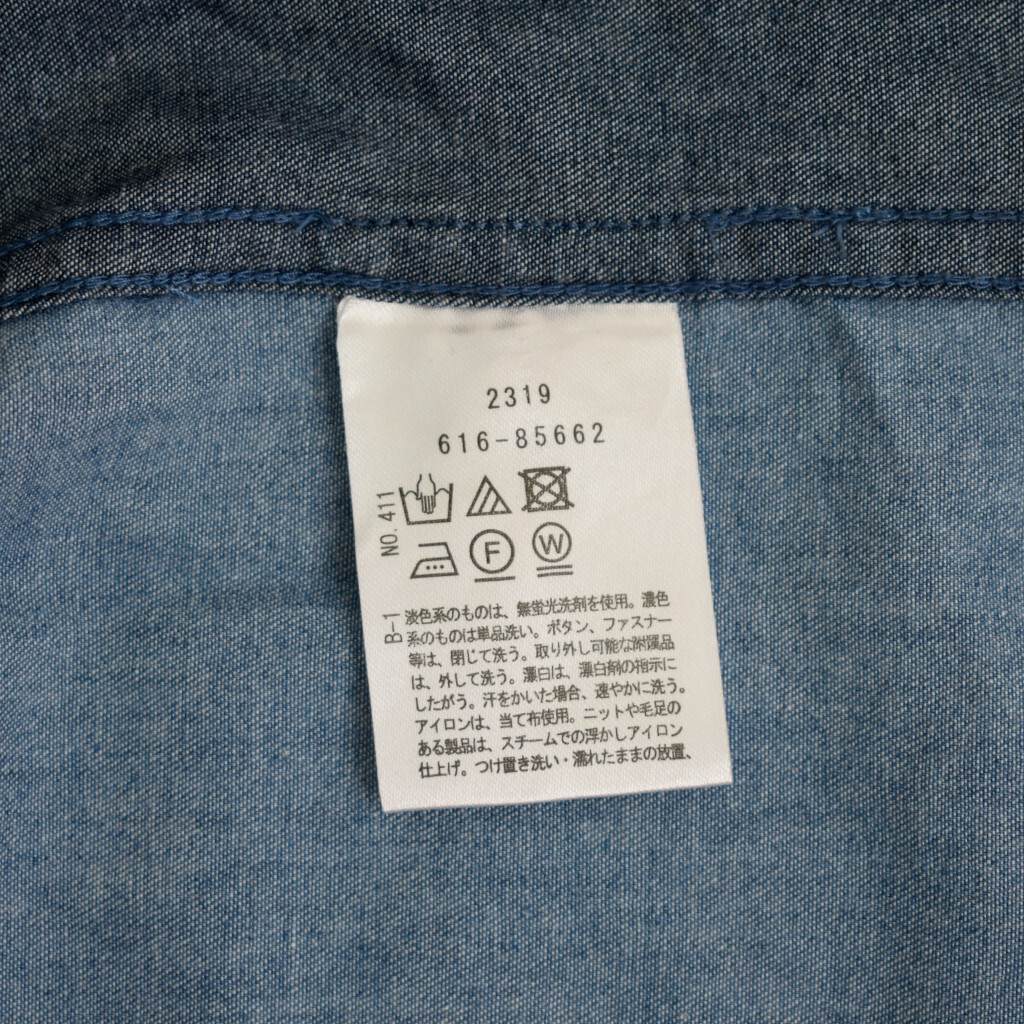 2319
616-85662
NO. 411
F
W
B-1
淡色系のものは、無蛍光洗剤を使用。濃色
系のものは単品洗い。ボタン、ファスナー
等は、閉じて洗う。取り外し可能な附属品
は、外して洗う。漂白は、漂白剤の指示に
したがう。汗をかいた場合、速やかに洗う。
アイロンは、当て布使用。ニットや毛足の
ある製品は、スチームでの浮かしアイロン
仕上げ。つけ置き洗い・濡れたままの放置、